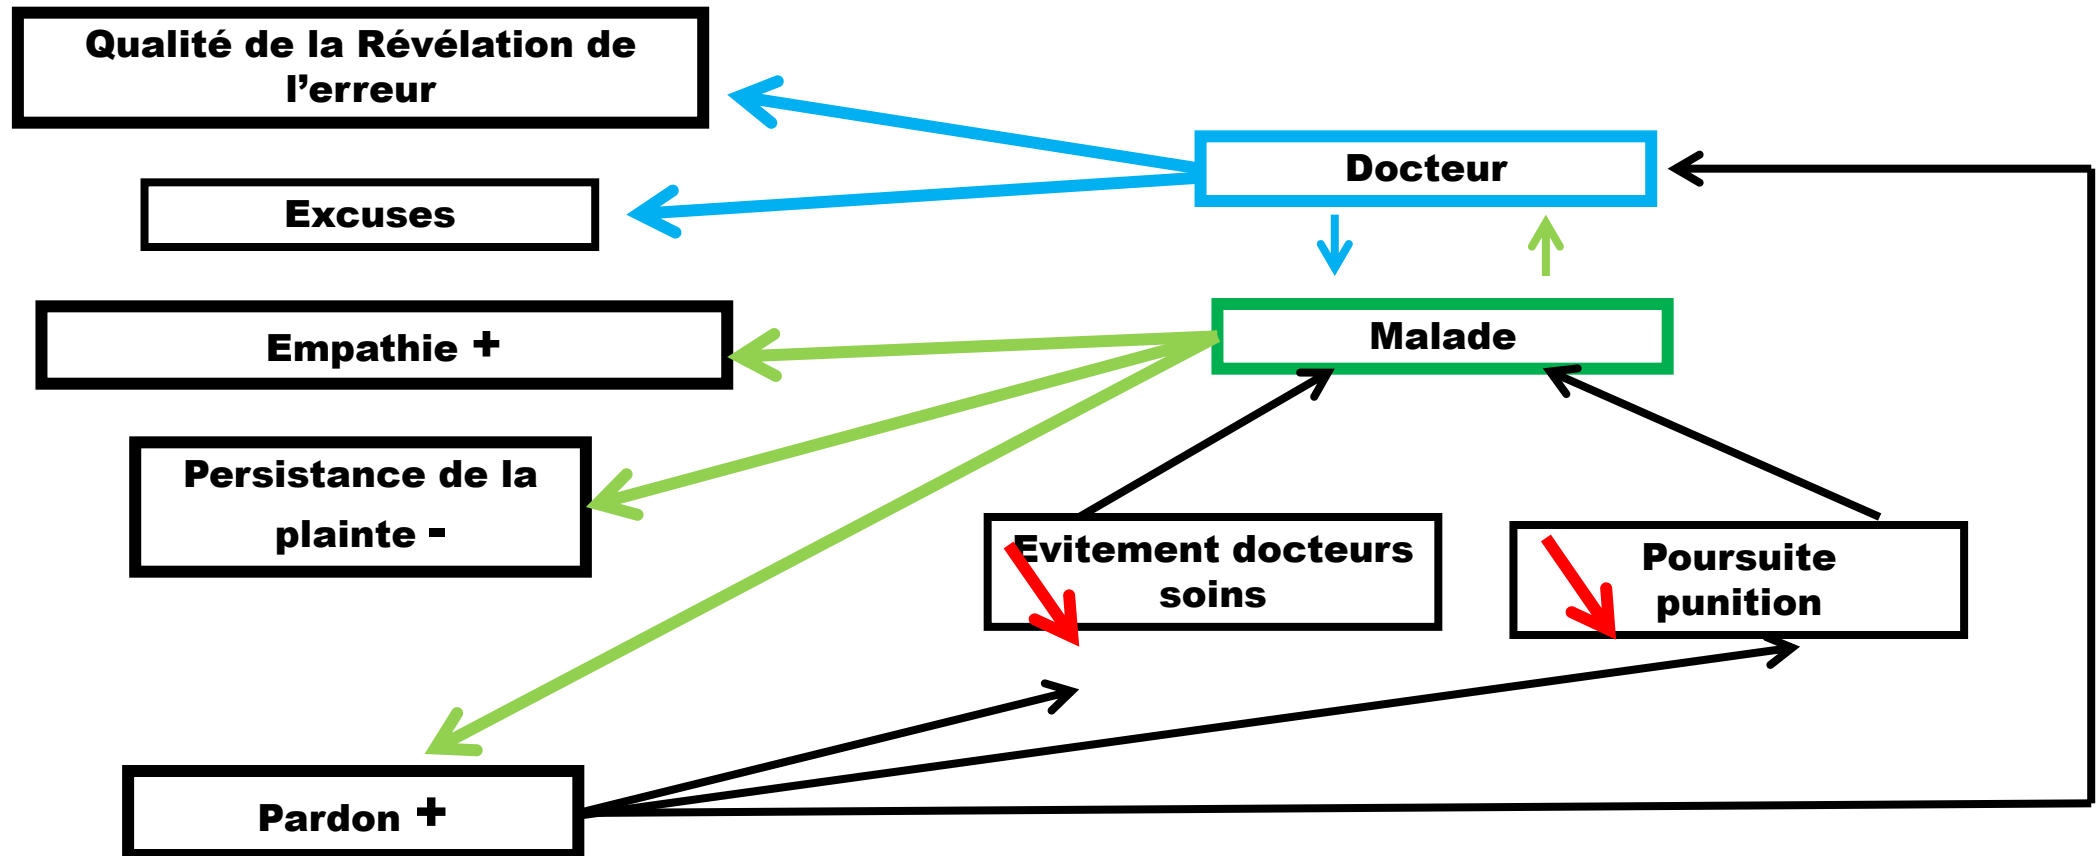 Qualité de la Révélation de
l’erreur
Docteur
Excuses
Malade
Empathie +
Persistance de la
plainte -
Evitement docteurs
soins
Poursuite
punition
Pardon +